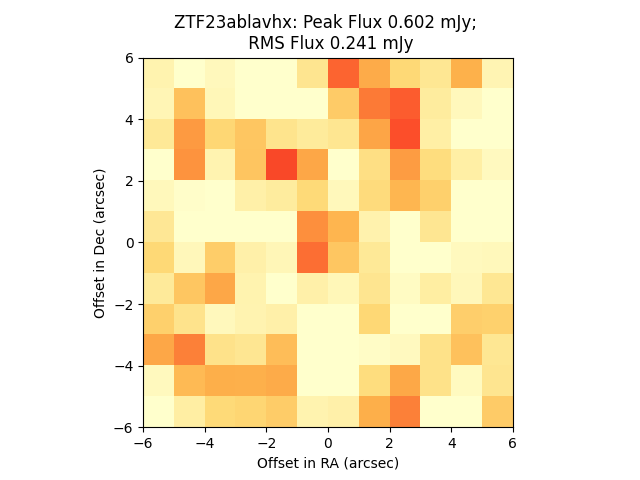 ZTF23ablavhx: Peak Flux 0.602 mJy;
RMS Flux 0.241 mJy
6
4
2
0
−2
−4
−6
Offset in Dec (arcsec)
−6 −4 −2 0 2 4 6
Offset in RA (arcsec)